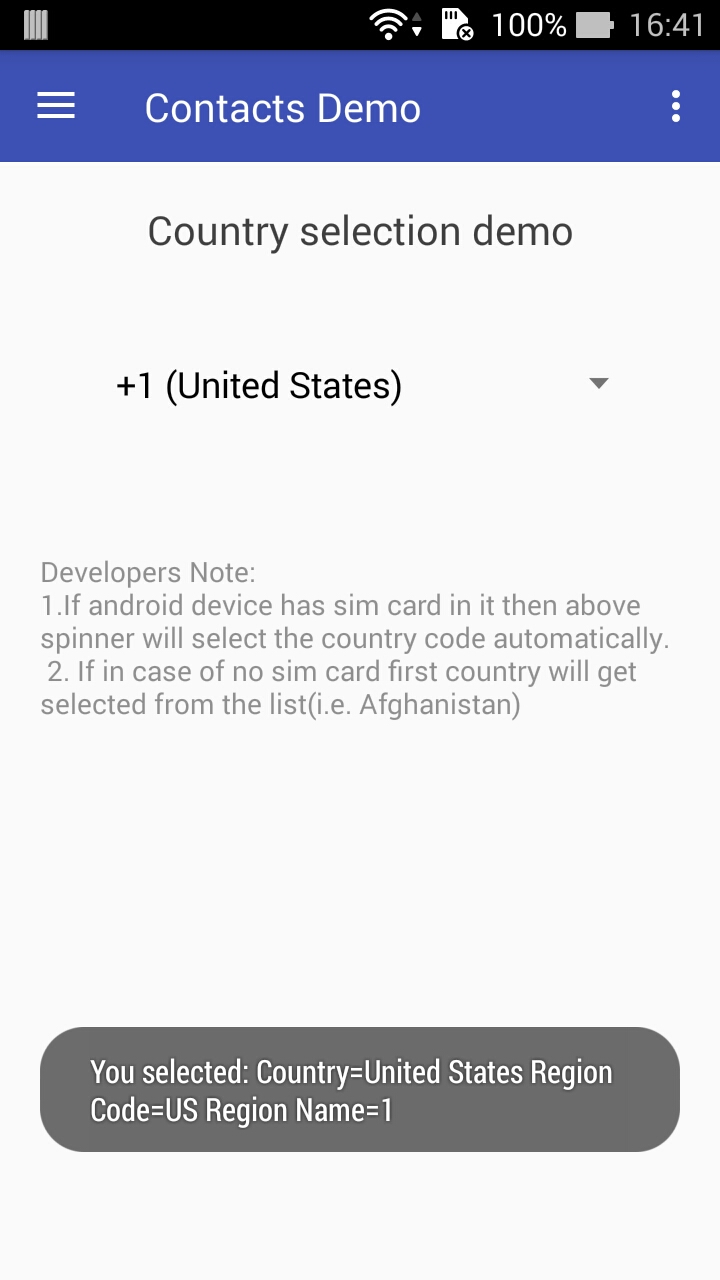 100% 16:41
Contacts Demo
Country selection demo
+1 (United States)
Developers Note:
1.If android device has sim card in it then above
spinner will select the country code automatically.
2. If in case of no sim card first country will get
selected from the list(i.e. Afghanistan)
You selected: Country=United States Region
Code=US Region Name=1